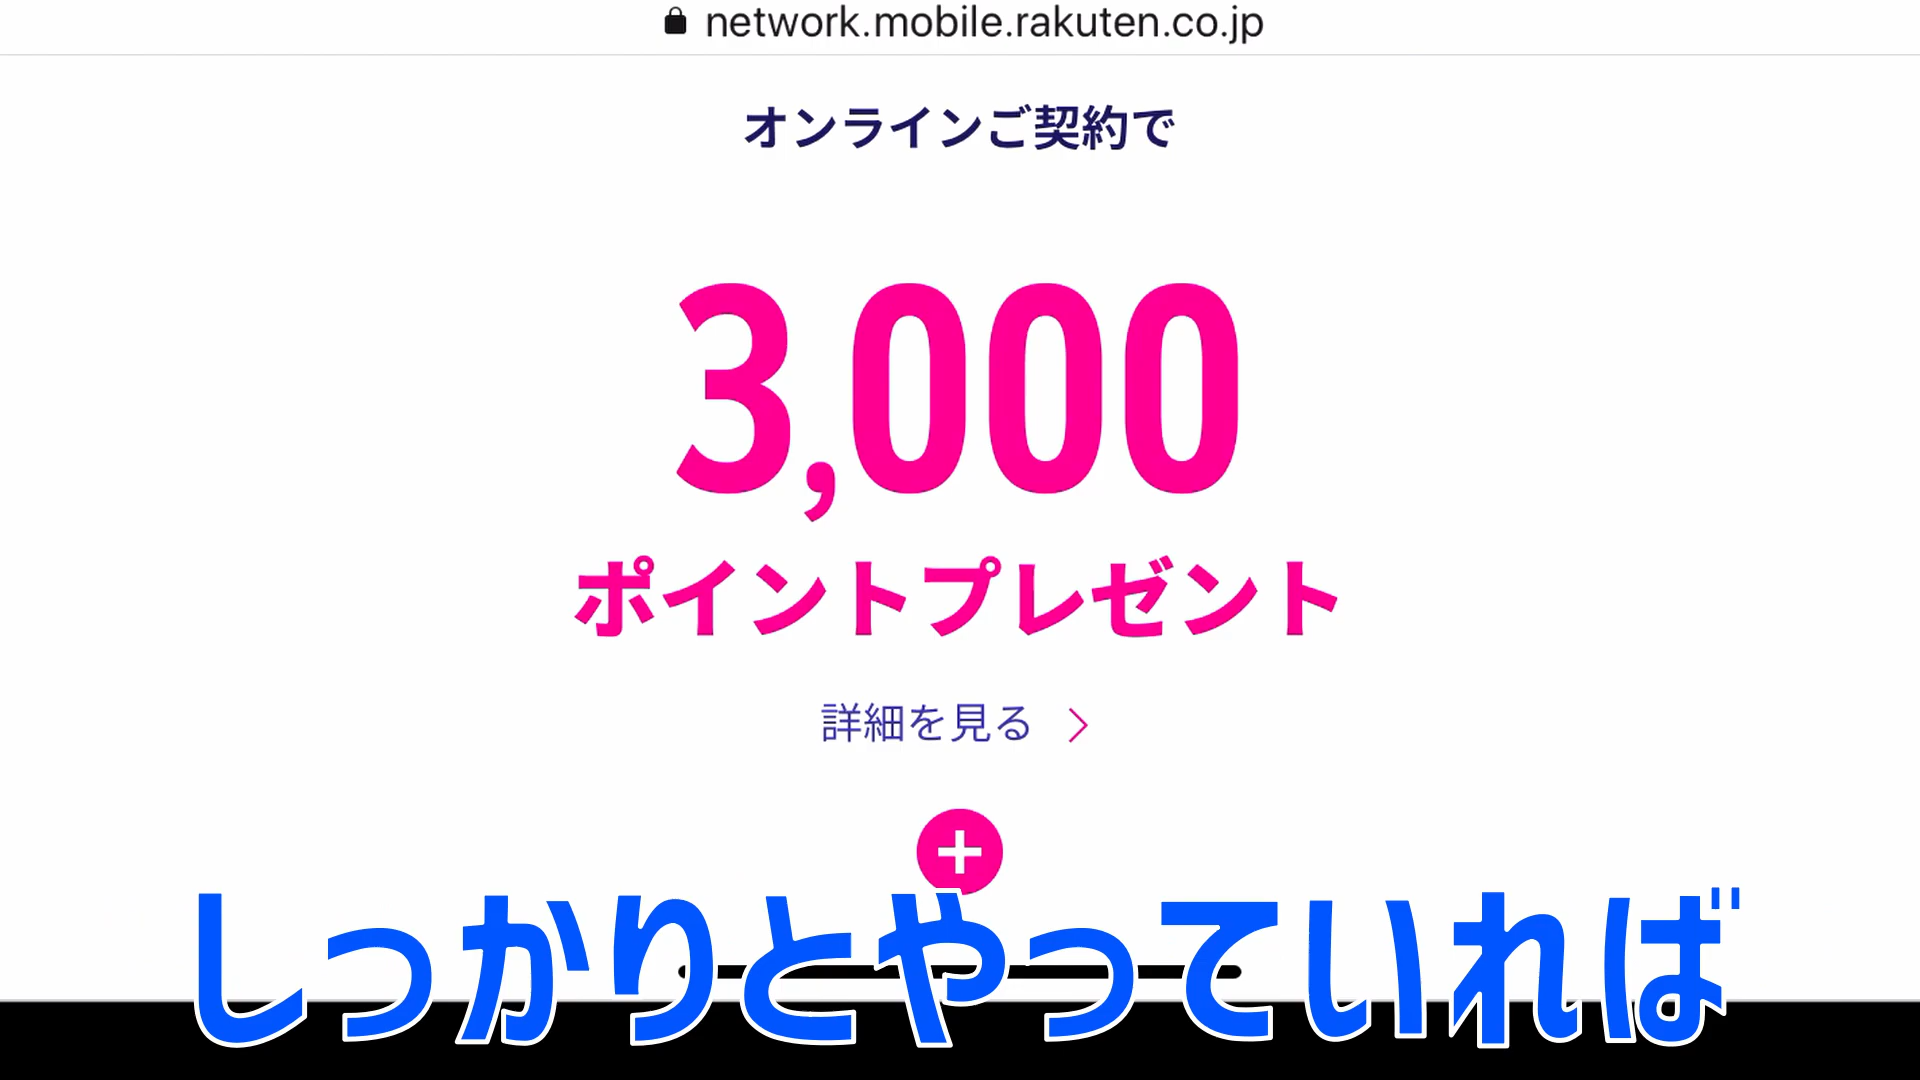 network.mobile.rakuten.co.jp
オンラインご契約で
3,000
ポイントプレゼント
詳細を見る
しっかりとやっていれば